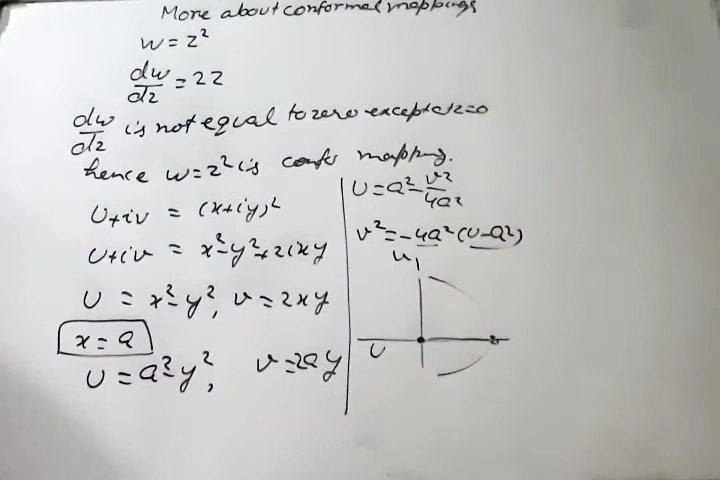 More about conformal mappings
w = z²
dw/dz = 2z
dw/dz is not equal to zero except at z=0
hence w=z² is conf mapping.
u+iv = (x+iy)²
u+iv = x²-y²+2ixy
u = x²-y², v=2xy
x = a
u = a²-y², v=2ay
u=a²-v²/4a²
v²=-4a²(u-a²)
u